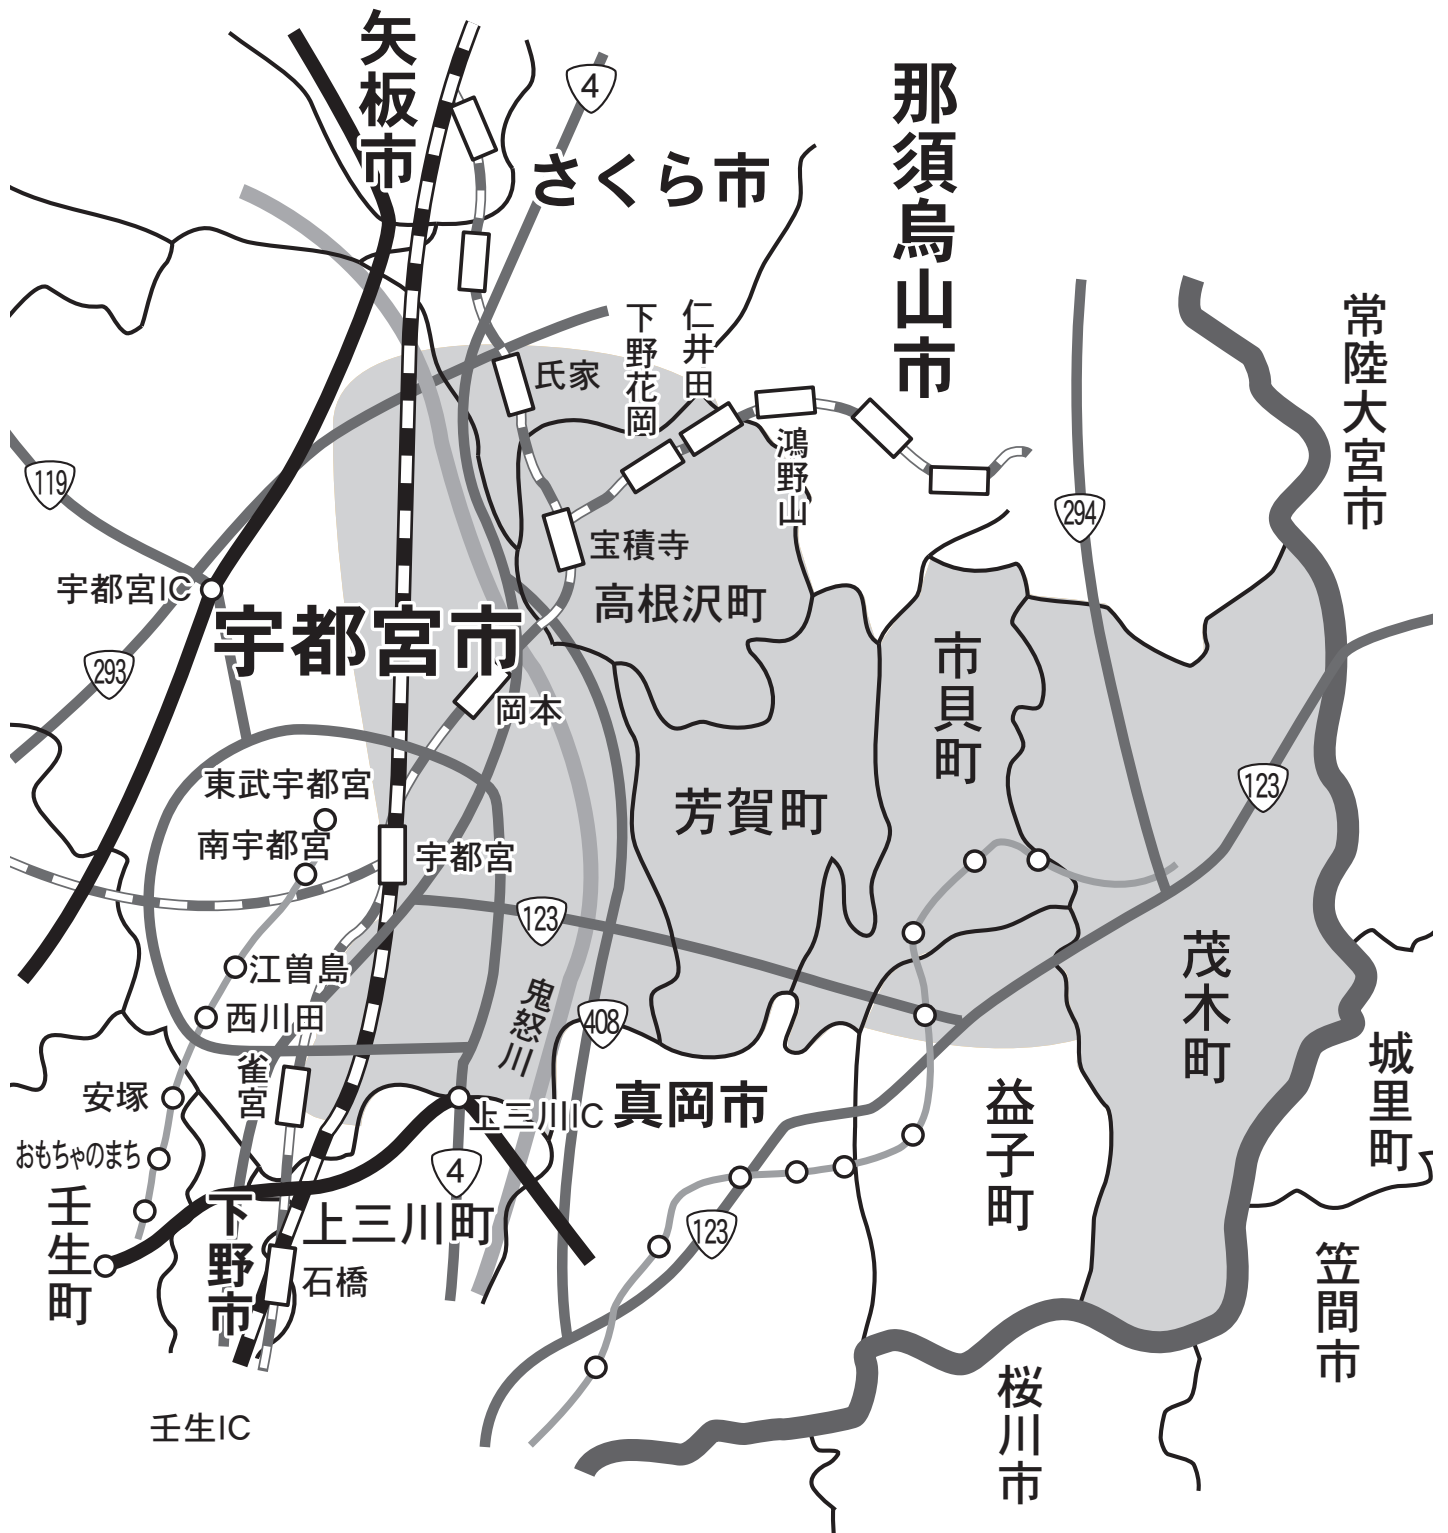 矢板市
4
さくら市
那須烏山市
常陸大宮市
下野花岡
仁井田
氏家
鴻野山
119
294
宝積寺
宇都宮IC
高根沢町
宇都宮市
293
市貝町
岡本
東武宇都宮
南宇都宮
宇都宮
芳賀町
123
123
江曽島
西川田
鬼怒川
408
茂木町
雀宮
安塚
上三川IC
真岡市
益子町
城里町
おもちゃのまち
4
壬生町
下野市
上三川町
123
石橋
笠間市
桜川市
壬生IC